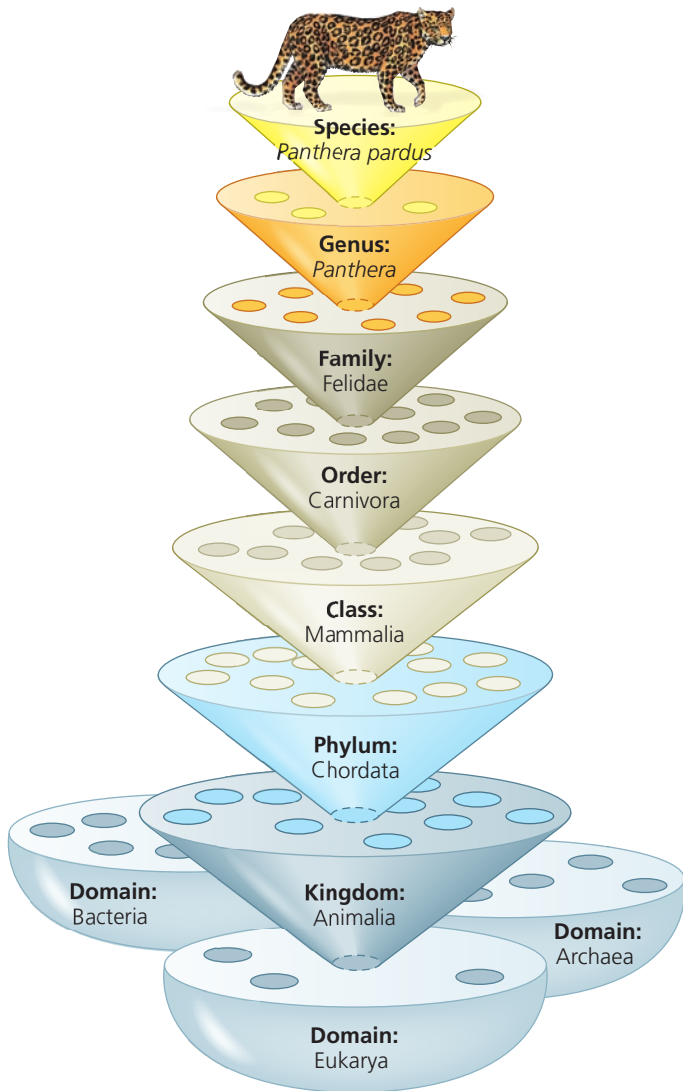 Species:
Panthera pardus
Genus:
Panthera
Family:
Felidae
Order:
Carnivora
Class:
Mammalia
Phylum:
Chordata
Domain:
Bacteria
Kingdom:
Animalia
Domain:
Archaea
Domain:
Eukarya